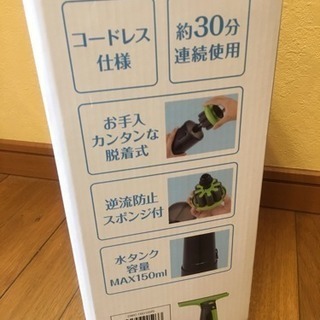 コードレス
仕様
約30分
連続使用
お手入
カンタンな
脱着式
逆流防止
スポンジ付
水タンク
容量
MAX150ml